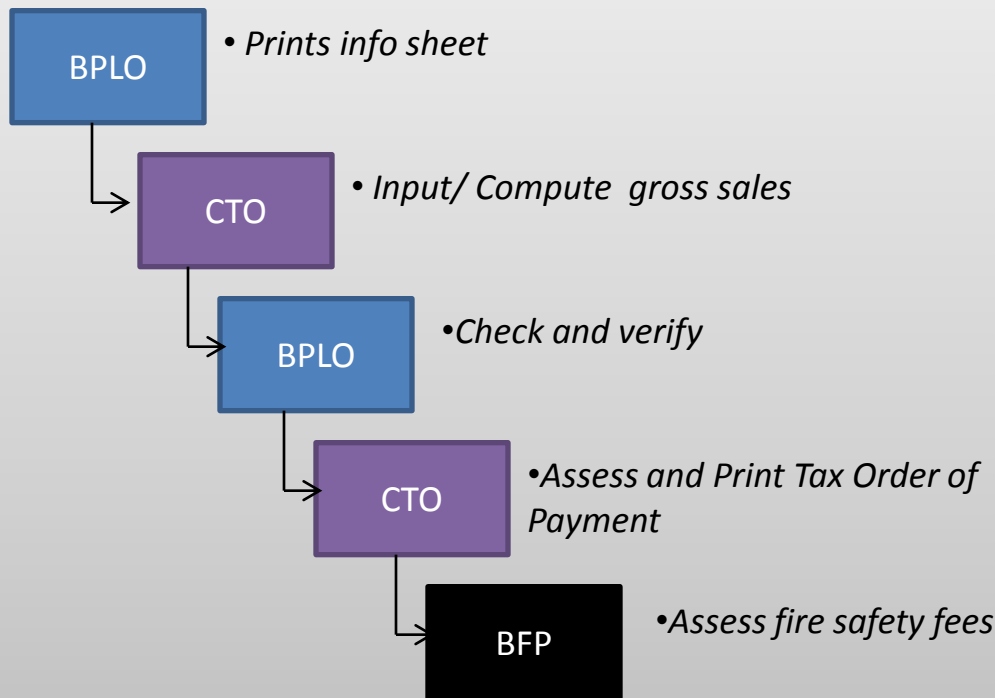 BPLO
• Prints info sheet
CTO
• Input/ Compute gross sales
BPLO
•Check and verify
CTO
•Assess and Print Tax Order of
Payment
BFP
•Assess fire safety fees